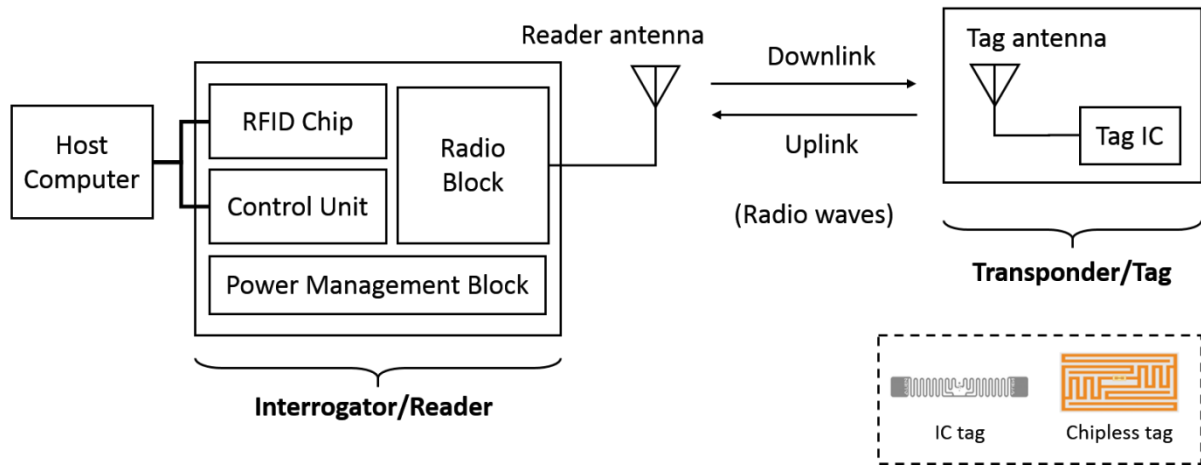 Reader antenna
Downlink
Uplink
(Radio waves)
Tag antenna
Tag IC
Transponder/Tag
Host
Computer
RFID Chip
Control Unit
Radio
Block
Power Management Block
Interrogator/Reader
IC tag
Chipless tag